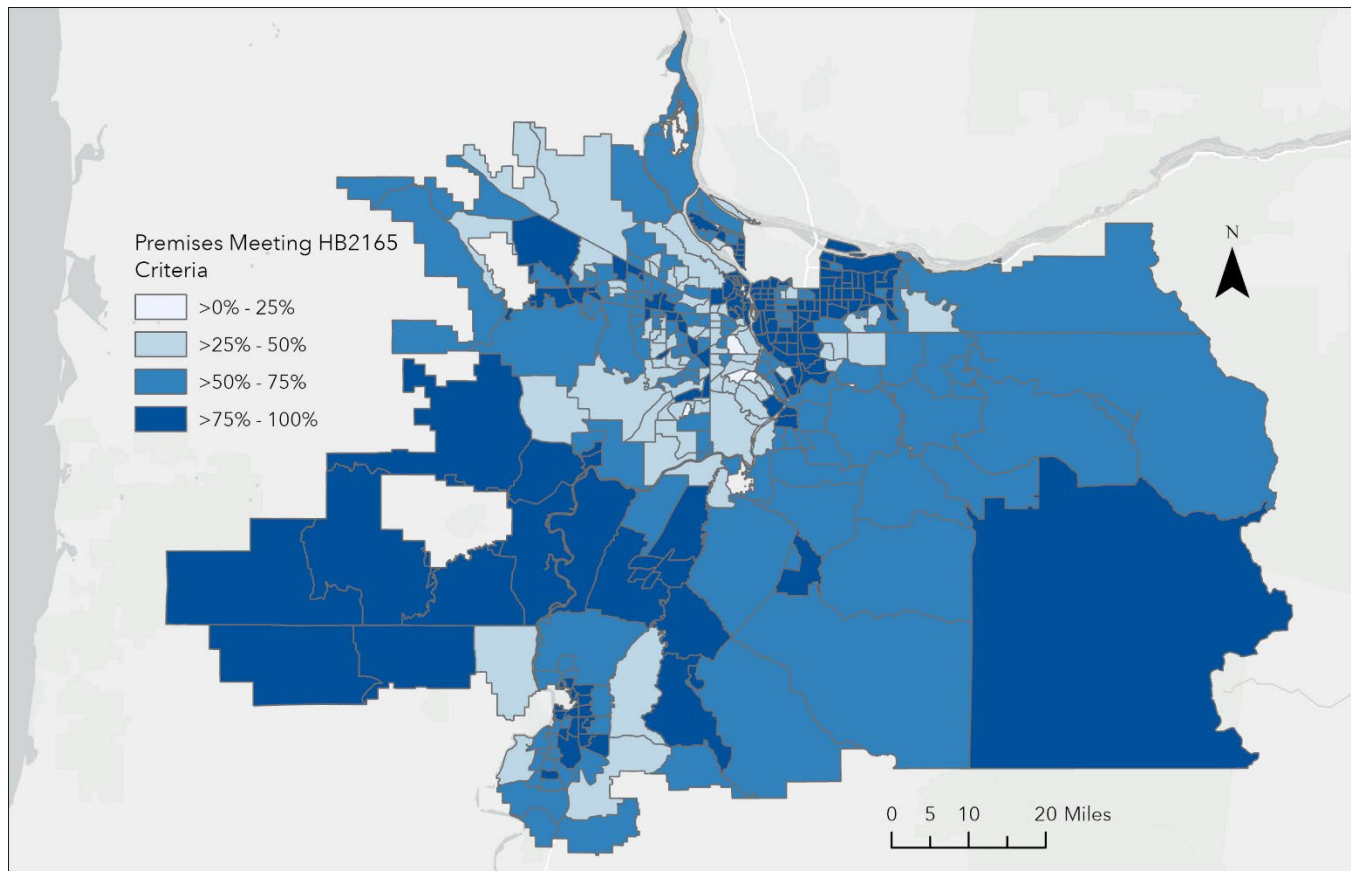 Premises Meeting HB2165
Criteria
>0% - 25%
>25% - 50%
>50% - 75%
>75% - 100%
N
0 5 10 20 Miles